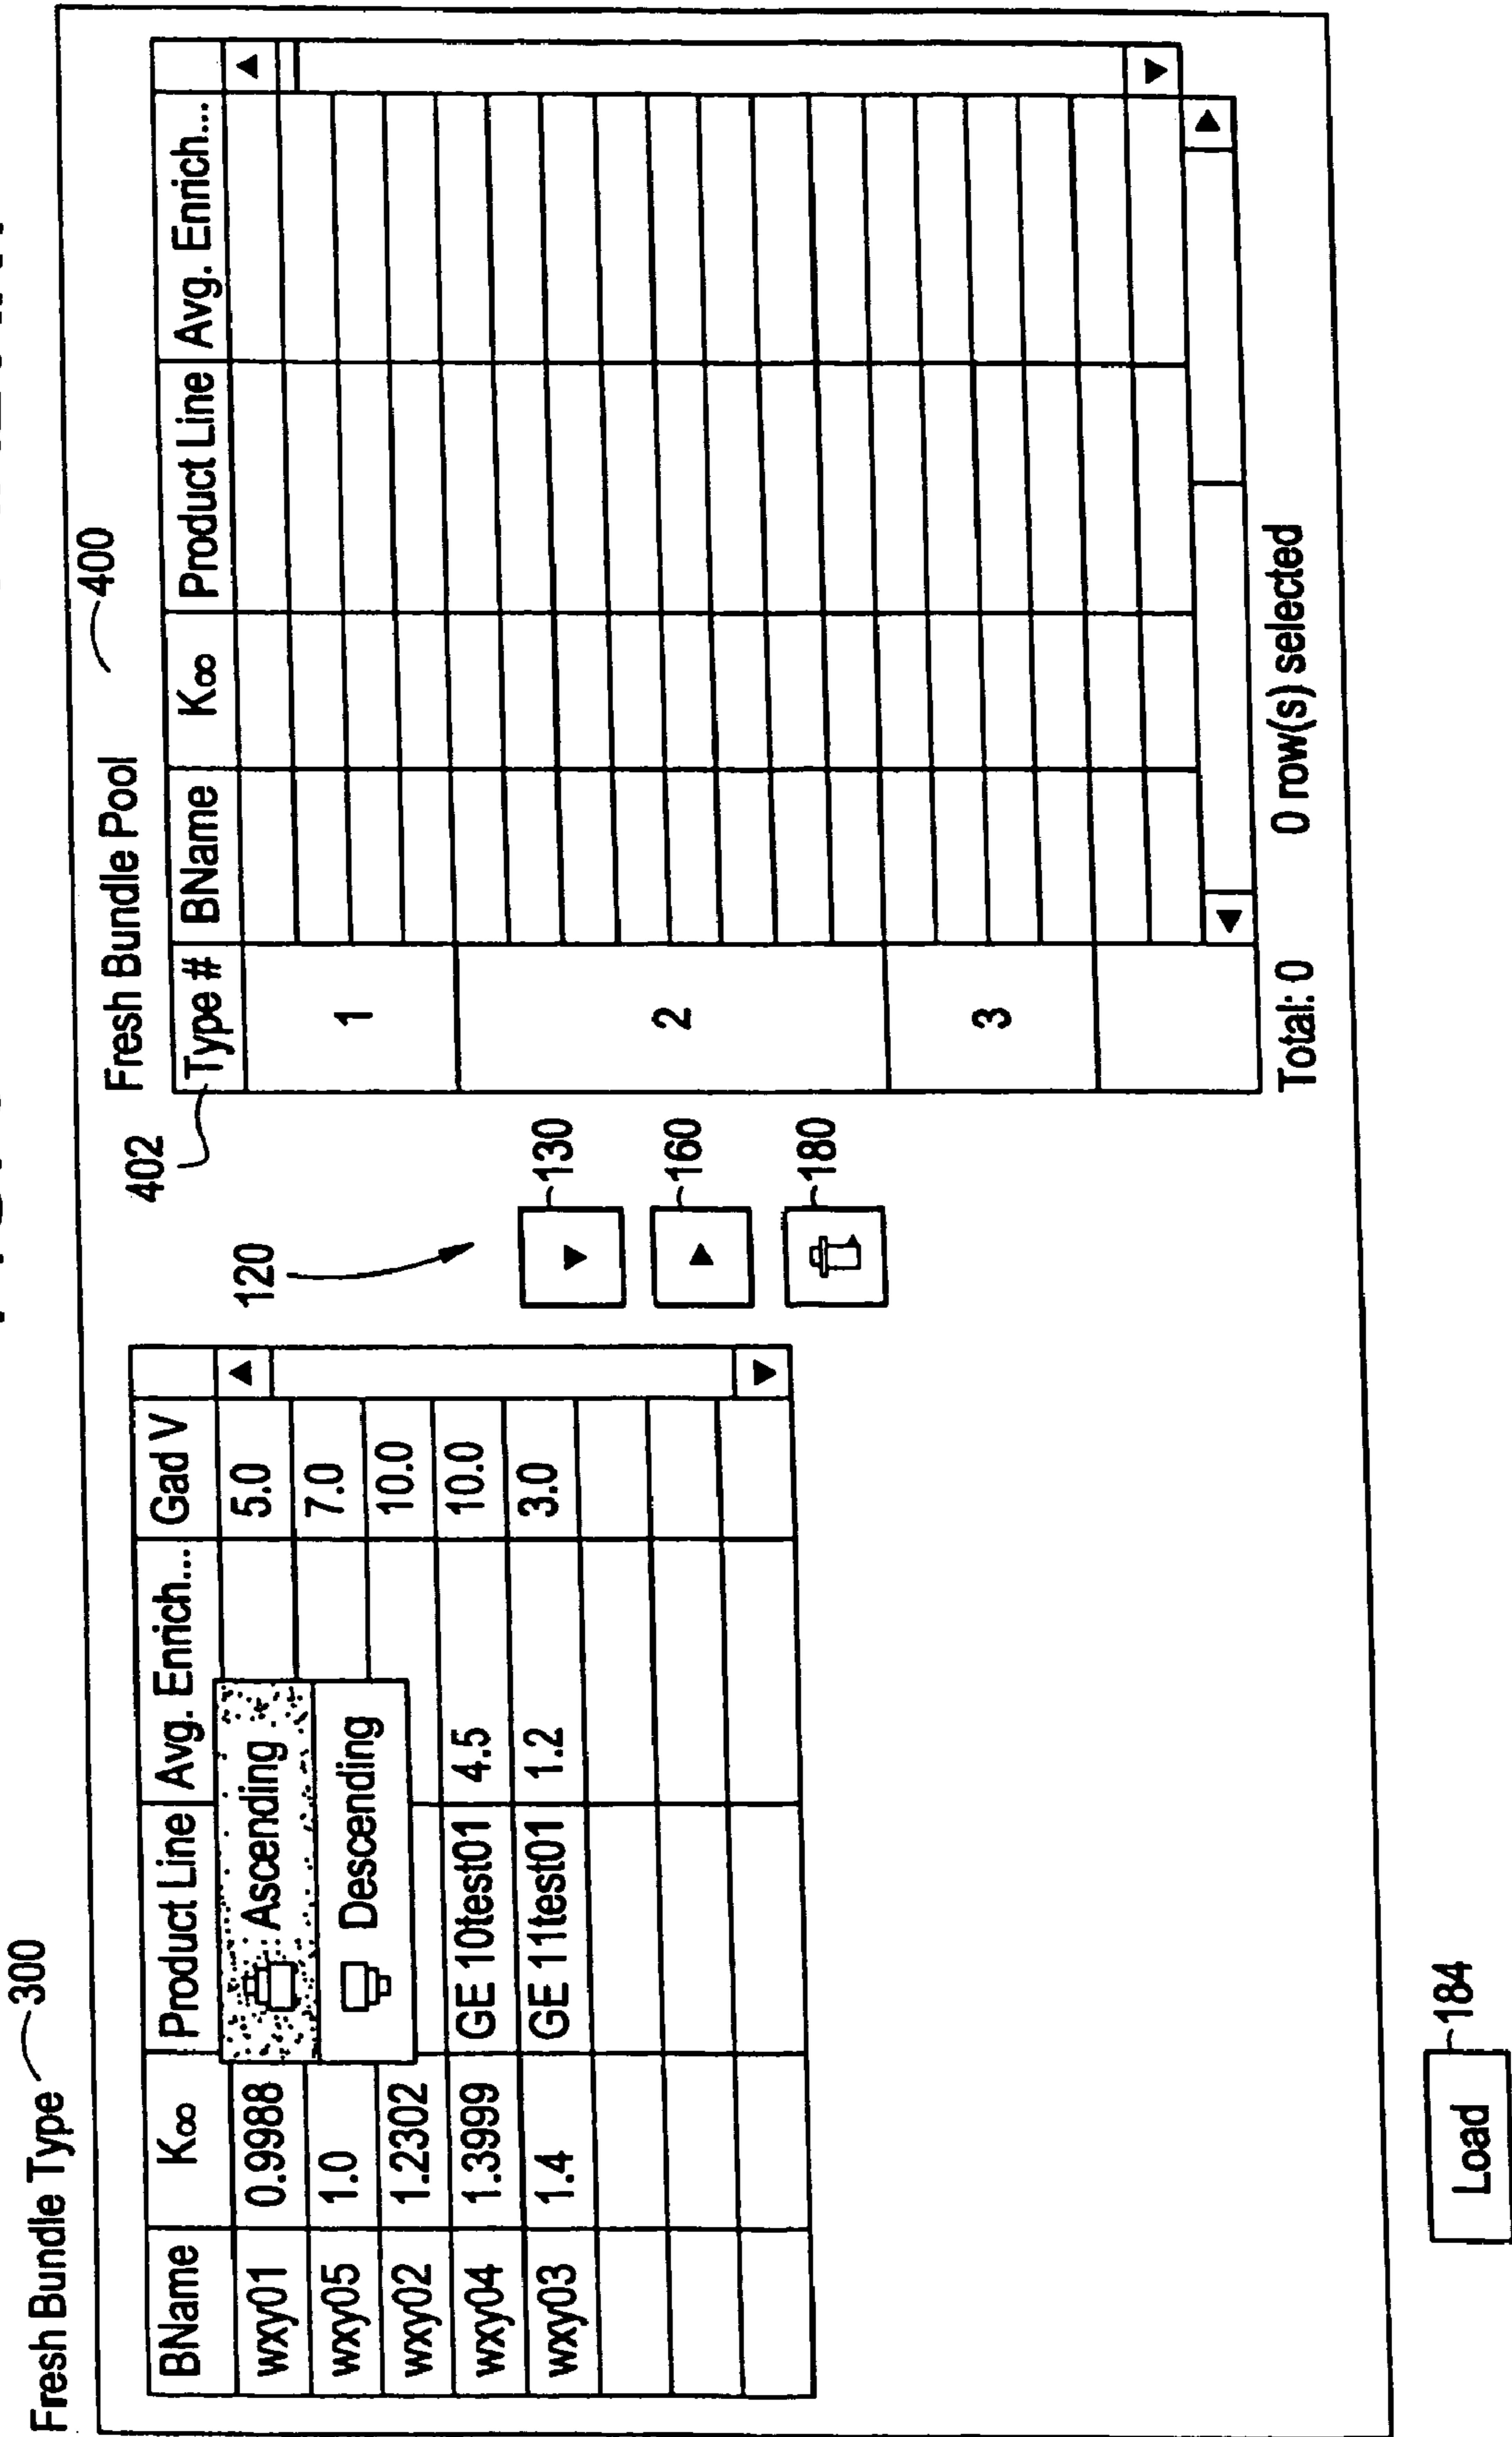 Fresh Bundle Type 300
BName K∞ Product Line Avg. Enrich... Gad V
wxy01 0.9988 5.0
wxy05 1.0 7.0
wxy02 1.2302 10.0
wxy04 1.3999 GE 10test01 4.5 10.0
wxy03 1.4 GE 11test01 1.2 3.0
Ascending
Descending
120
130
160
180
Fresh Bundle Pool 400
402
Type # BName K∞ Product Line Avg. Enrich...
1
2
3
Total: 0 0 row(s) selected
Load 184